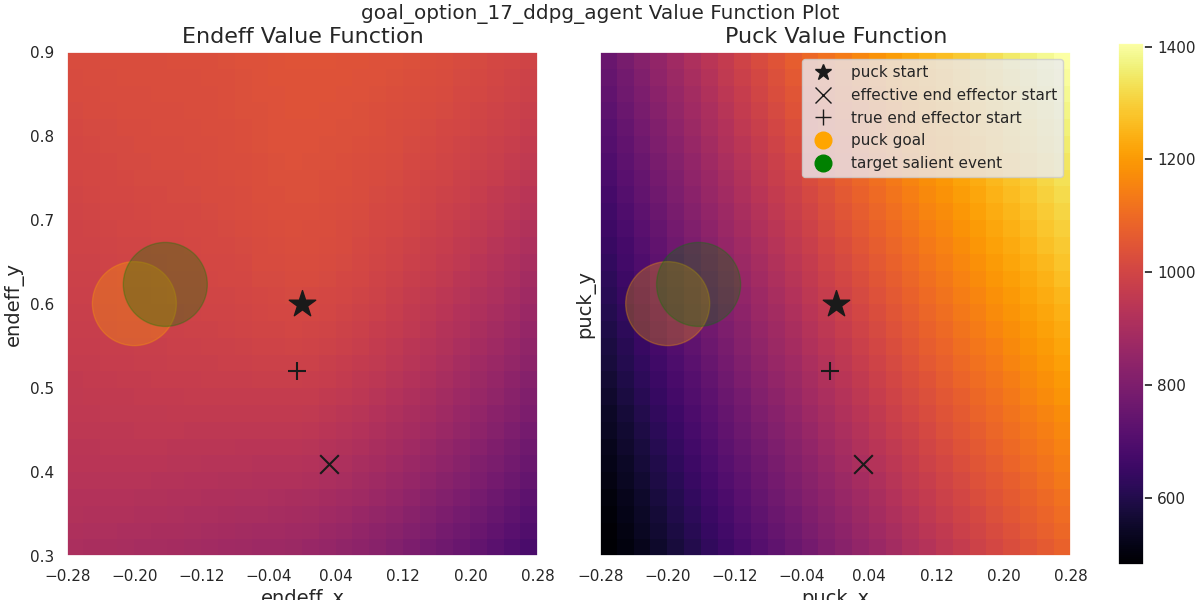 goal_option_17_ddpg_agent Value Function Plot
Endeff Value Function
0.9
0.8
0.7
0.6
0.5
0.4
0.3
endeff_y
−0.28 −0.20 −0.12 −0.04 0.04 0.12 0.20 0.28
endeff_x
Puck Value Function
puck start
effective end effector start
true end effector start
puck goal
target salient event
puck_y
−0.28 −0.20 −0.12 −0.04 0.04 0.12 0.20 0.28
puck_x
1400
1200
1000
800
600